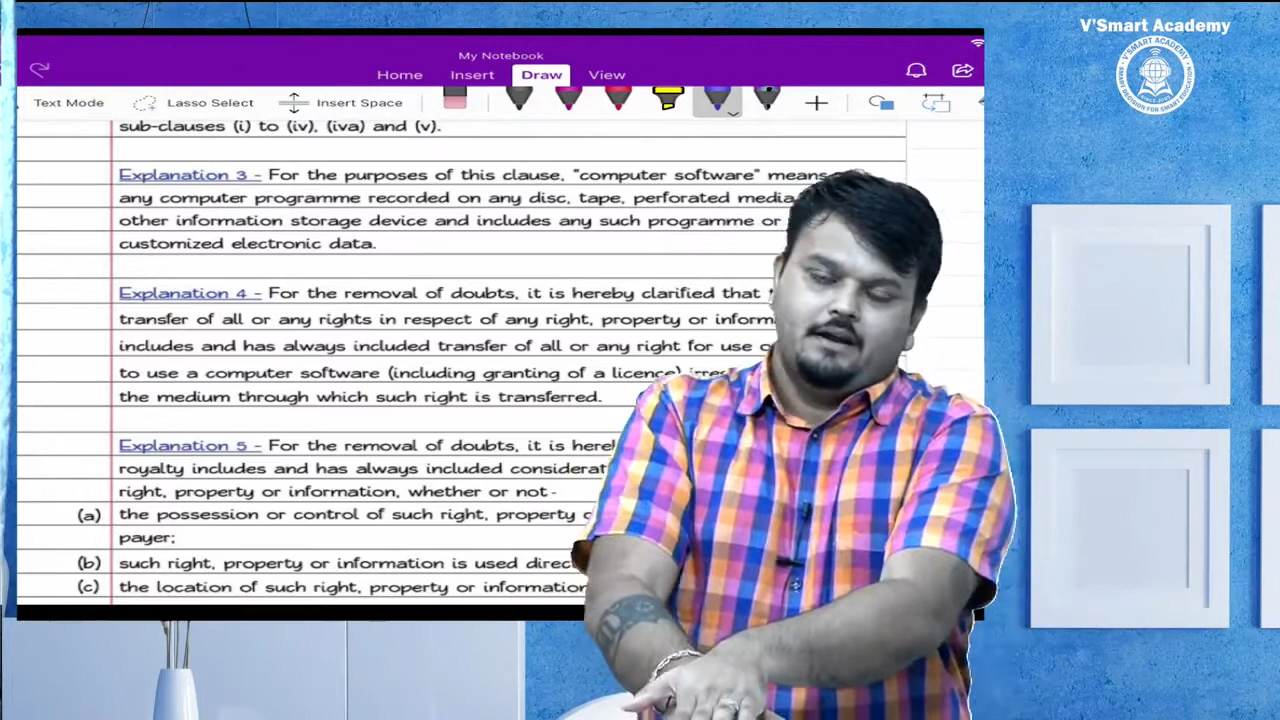 V'Smart Academy
V'SMART ACADEMY
SMART DECISION FOR SMART EDUCATION
My Notebook
Home Insert Draw View
Text Mode Lasso Select Insert Space
sub-clauses (i) to (iv), (iva) and (v).
Explanation 3 - For the purposes of this clause, "computer software" means
any computer programme recorded on any disc, tape, perforated media
other information storage device and includes any such programme or
customized electronic data.
Explanation 4 - For the removal of doubts, it is hereby clarified that
transfer of all or any rights in respect of any right, property or inform
includes and has always included transfer of all or any right for use
to use a computer software (including granting of a licence)
the medium through which such right is transferred.
Explanation 5 - For the removal of doubts, it is
royalty includes and has always included
right, property or information, whether or not -
(a) the possession or control of such right, property
payer;
(b) such right, property or information is used
(c) the location of such right, property or information